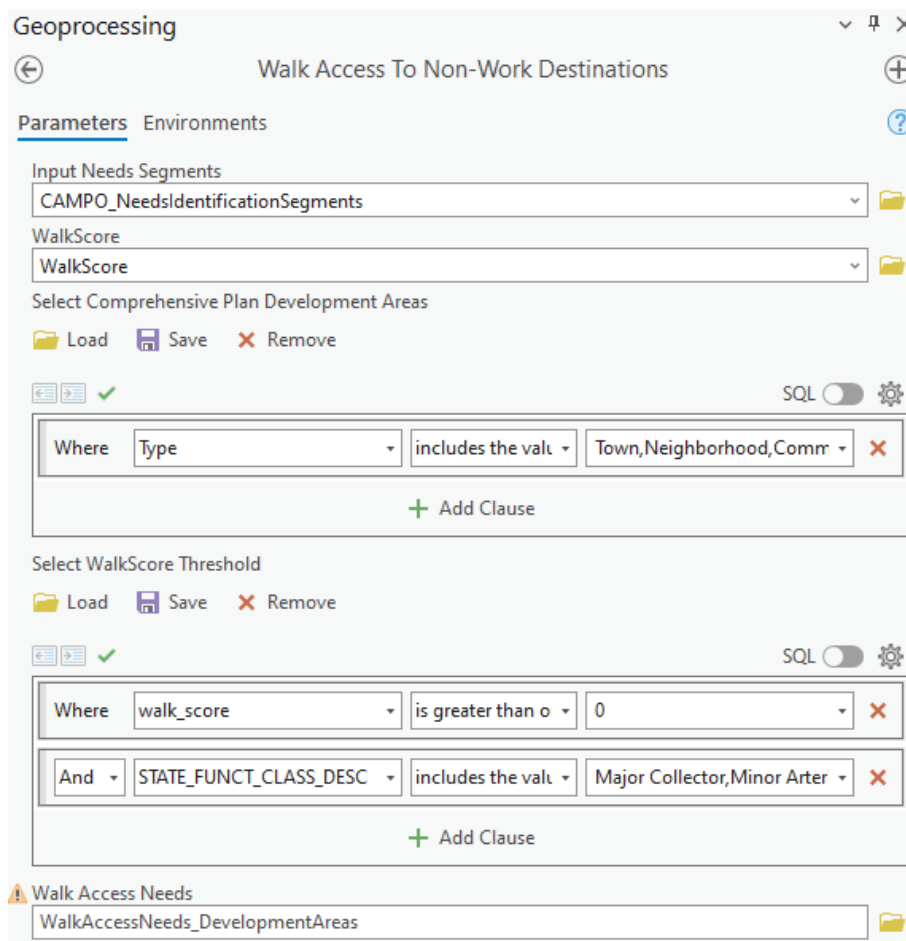 Geoprocessing
Walk Access To Non-Work Destinations
Parameters Environments
Input Needs Segments
CAMPO_NeedsIdentificationSegments
WalkScore
WalkScore
Select Comprehensive Plan Development Areas
Load Save Remove
SQL
Where Type includes the valu Town,Neighborhood,Comm
Add Clause
Select WalkScore Threshold
Load Save Remove
SQL
Where walk_score is greater than o 0
And STATE_FUNCT_CLASS_DESC includes the valu Major Collector,Minor Arter
Add Clause
Walk Access Needs
WalkAccessNeeds_DevelopmentAreas